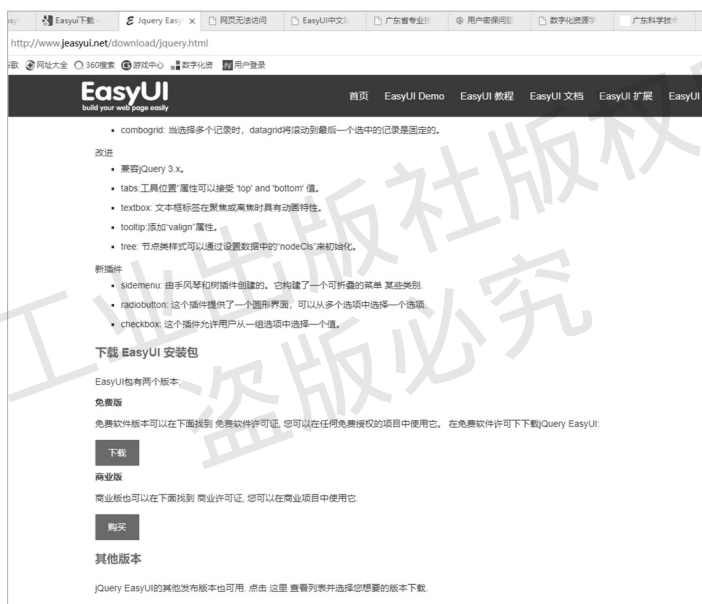 Easyui下载 -
Jquery Easy
网页无法访问
EasyUI中文
广东省专业
用户密保问
数字化资源
广东科学技
http://www.jeasyui.net/download/jquery.html
网址大全 360搜索 游戏中心 数字化资 用户登录
EasyUI
build your web page easily
首页 EasyUI Demo EasyUI 教程 EasyUI 文档 EasyUI 扩展 EasyUI
combogrid: 当选择多个记录时，datagrid将滚动到最后一个选中的记录是固定的。
改进
兼容jQuery 3.x。
tabs:工具位置"属性可以接受 'top' and 'bottom' 值。
textbox: 文本框标签在聚焦或离焦时具有动画特性。
tooltip:添加"valign"属性。
tree: 节点类样式可以通过设置数据中的"nodeCls"来初始化。
新插件
sidemenu: 由手风琴和树插件创建的。它构建了一个可折叠的菜单 某些类别.
radiobutton: 这个插件提供了一个圆形界面，可以从多个选项中选择一个选项.
checkbox: 这个插件允许用户从一组选项中选择一个值。
下载 EasyUI 安装包
EasyUI包有两个版本:
免费版
免费软件版本可以在下面找到 免费软件许可证, 您可以在任何免费授权的项目中使用它。 在免费软件许可下下载jQuery EasyUI:
下载
商业版
商业版也可以在下面找到 商业许可证, 您可以在商业项目中使用它.
购买
其他版本
jQuery EasyUI的其他发布版本也可用. 点击 这里 查看列表并选择您想要的版本下载.
工业出版社版权
盗版必究